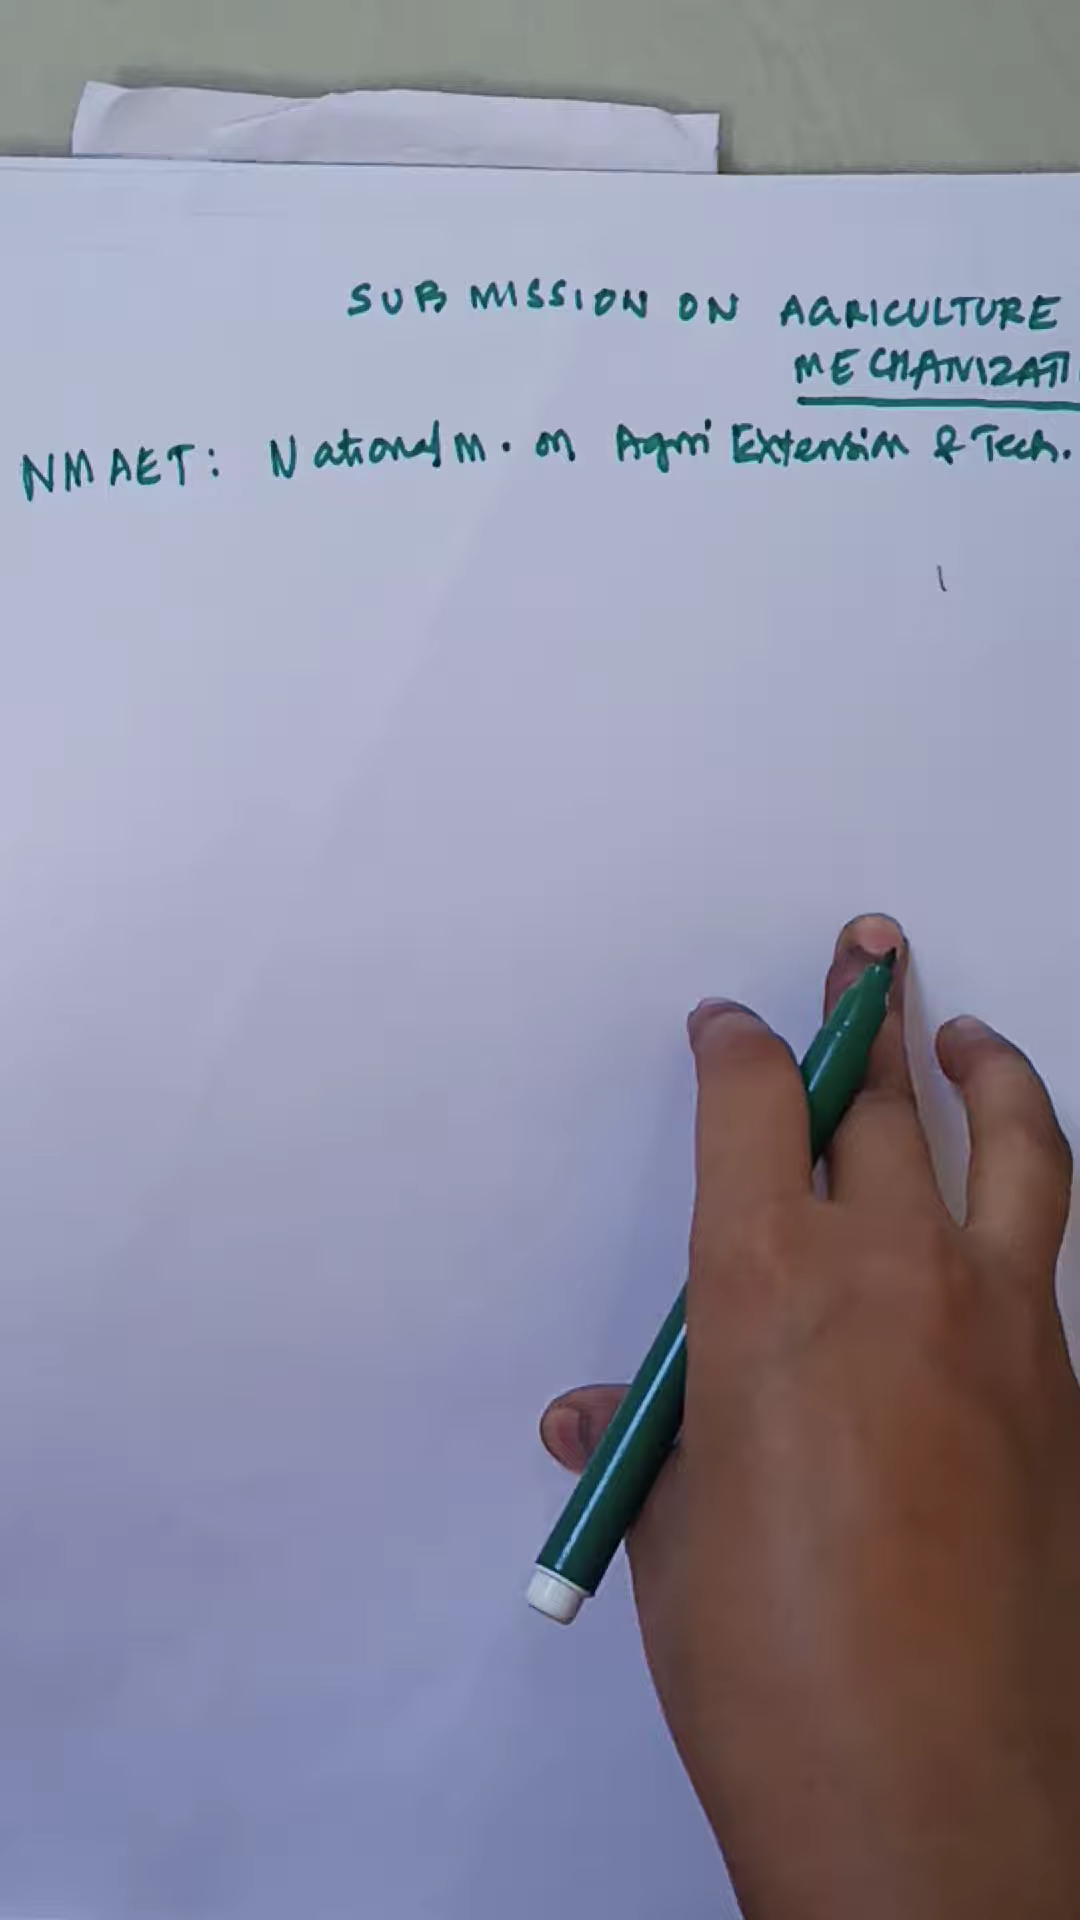 SUB MISSION ON AGRICULTURE
MECHANIZATI
NMAET: National M. on Agri Extension & Tech.